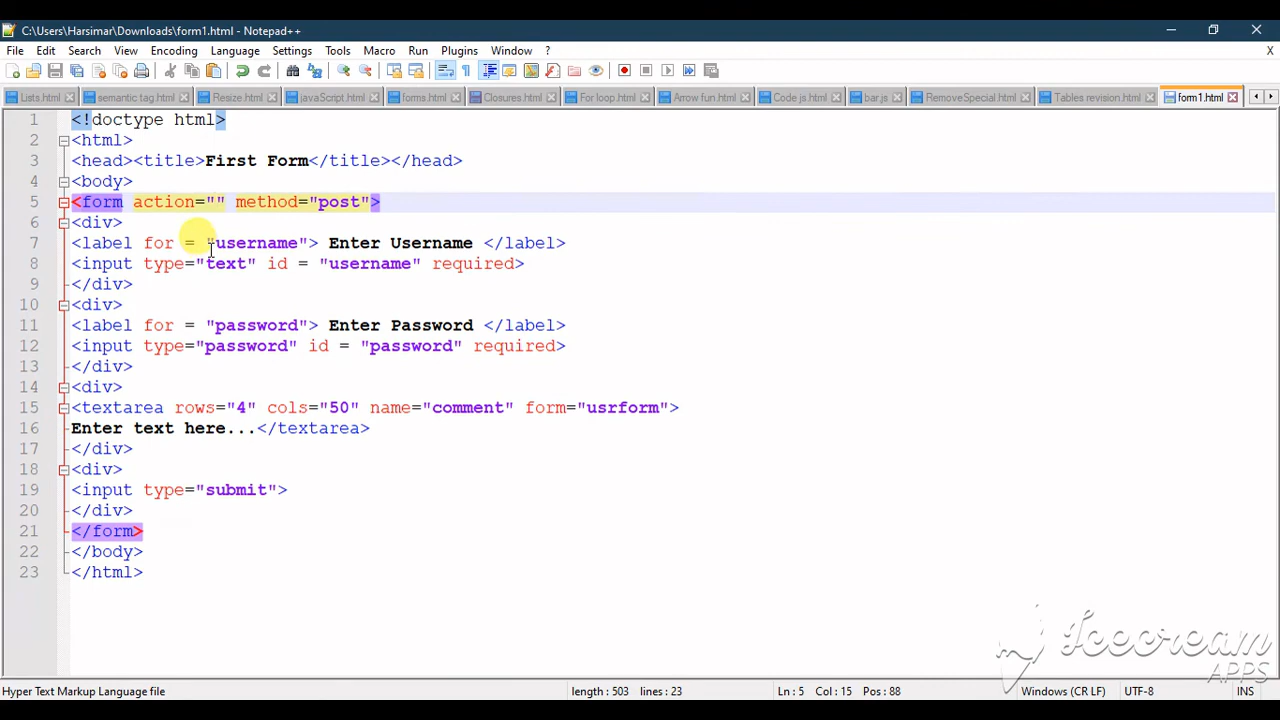 C:\Users\Harsimar\Downloads\form1.html - Notepad++
File Edit Search View Encoding Language Settings Tools Macro Run Plugins Window ? X
Lists.html semantic tag.html Resize.html javaScript.html forms.html Closures.html For loop.html Arrow fun.html Code js.html bar.js RemoveSpecial.html Tables revision.html form1.html
1 <!doctype html>
2 <html>
3 <head><title>First Form</title></head>
4 <body>
5 <form action="" method="post">
6 <div>
7 <label for = "username"> Enter Username </label>
8 <input type="text" id = "username" required>
9 </div>
10 <div>
11 <label for = "password"> Enter Password </label>
12 <input type="password" id = "password" required>
13 </div>
14 <div>
15 <textarea rows="4" cols="50" name="comment" form="usrform">
16 Enter text here...</textarea>
17 </div>
18 <div>
19 <input type="submit">
20 </div>
21 </form>
22 </body>
23 </html>
Icecream
APPS
Hyper Text Markup Language file length : 503 lines : 23 Ln : 5 Col : 15 Pos : 88 Windows (CR LF) UTF-8 INS